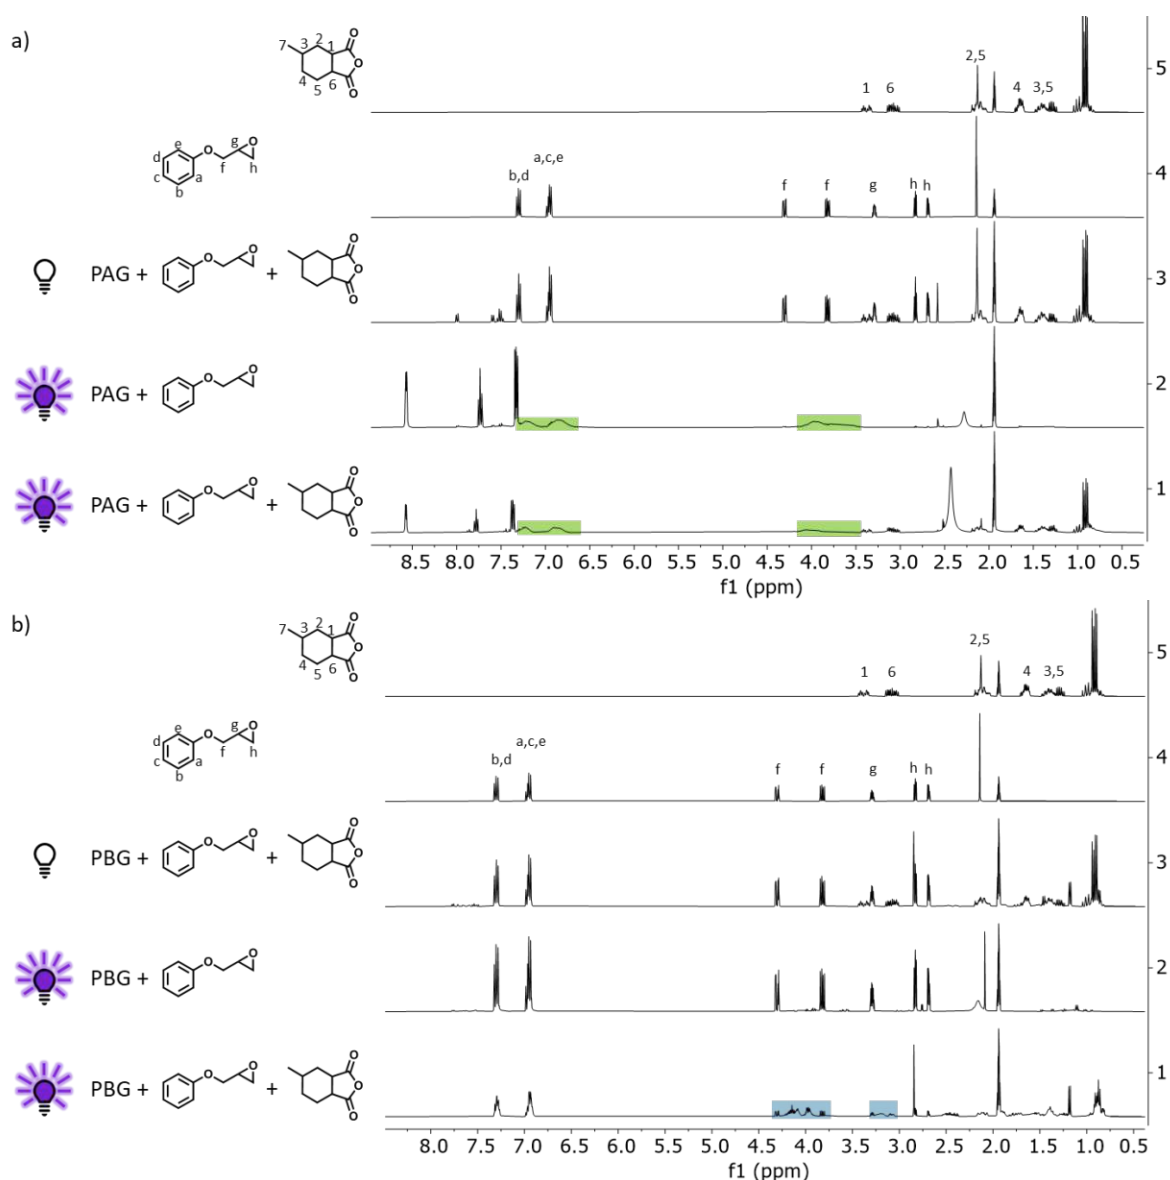 a)
7 3 2 1 O
4 5 6 O O
2,5
1 6 4 3,5
5
e g O
d O
c a f h
b
b,d a,c,e f f g h h
4
PAG + O O + O O O
3
PAG + O O
2
PAG + O O + O O O
1
8.5 8.0 7.5 7.0 6.5 6.0 5.5 5.0 4.5 4.0 3.5 3.0 2.5 2.0 1.5 1.0 0.5
f1 (ppm)
b)
7 3 2 1 O
4 5 6 O O
2,5
1 6 4 3,5
5
e g O
d O
c a f h
b
b,d a,c,e f f g h h
4
PBG + O O + O O O
3
PBG + O O
2
PBG + O O + O O O
1
8.0 7.5 7.0 6.5 6.0 5.5 5.0 4.5 4.0 3.5 3.0 2.5 2.0 1.5 1.0 0.5
f1 (ppm)